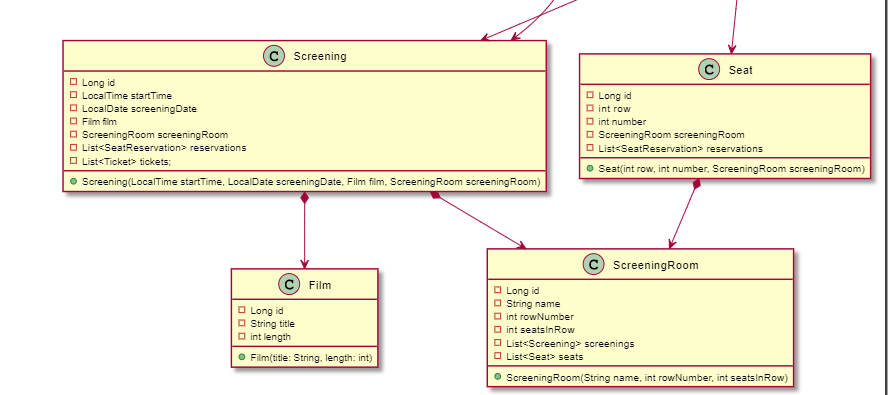 C Screening
Long id
LocalTime startTime
LocalDate screeningDate
Film film
ScreeningRoom screeningRoom
List<SeatReservation> reservations
List<Ticket> tickets;
Screening(LocalTime startTime, LocalDate screeningDate, Film film, ScreeningRoom screeningRoom)
C Seat
Long id
int row
int number
ScreeningRoom screeningRoom
List<SeatReservation> reservations
Seat(int row, int number, ScreeningRoom screeningRoom)
C Film
Long id
String title
int length
Film(title: String, length: int)
C ScreeningRoom
Long id
String name
int rowNumber
int seatsInRow
List<Screening> screenings
List<Seat> seats
ScreeningRoom(String name, int rowNumber, int seatsInRow)